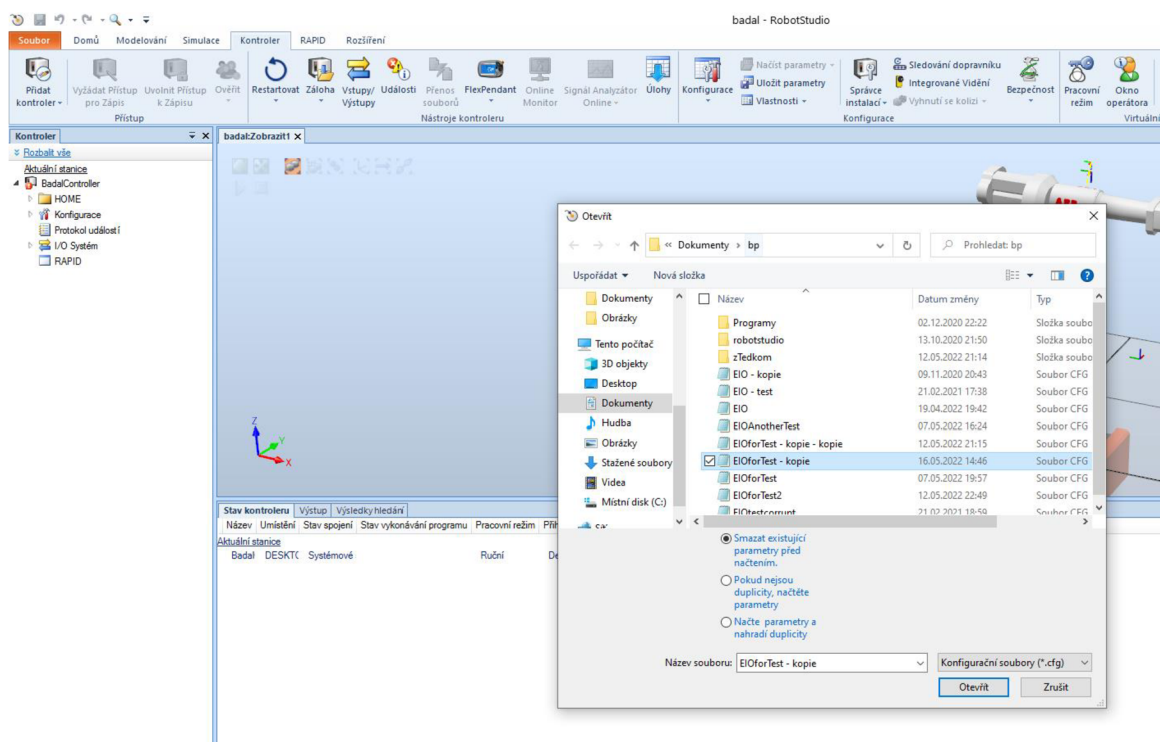 badal - RobotStudio
Soubor Domů Modelování Simulace Kontroler RAPID Rozšíření
Přidat kontroler
Vyžádat Přístup pro Zápis
Uvolnit Přístup k Zápisu
Ověřit
Přístup
Restartovat
Záloha
Vstupy/ Výstupy
Události
Přenos souborů
FlexPendant
Online Monitor
Signál Analyzátor Online
Úlohy
Nástroje kontroleru
Konfigurace
Načíst parametry
Uložit parametry
Vlastnosti
Správce instalací
Sledování dopravníku
Integrované Vidění
Vyhnutí se kolizi
Bezpečnost
Konfigurace
Pracovní režim
Okno operátora
Virtuální
Kontroler
Rozbalit vše
Aktuální stanice
BadalController
HOME
Konfigurace
Protokol událostí
I/O Systém
RAPID
badal:Zobrazit1
Z
Y
X
ABB
Otevřít
« Dokumenty › bp
Prohledat: bp
Uspořádat Nová složka
Dokumenty
Obrázky
Tento počítač
3D objekty
Desktop
Dokumenty
Hudba
Obrázky
Stažené soubory
Videa
Místní disk (C:)
Název Datum změny Typ
Programy 02.12.2020 22:22 Složka soubo
robotstudio 13.10.2020 21:50 Složka soubo
zTedkom 12.05.2022 21:14 Složka soubo
EIO - kopie 09.11.2020 20:43 Soubor CFG
EIO - test 21.02.2021 17:38 Soubor CFG
EIO 19.04.2022 19:42 Soubor CFG
EIOAnotherTest 07.05.2022 16:24 Soubor CFG
EIOforTest - kopie - kopie 12.05.2022 21:15 Soubor CFG
EIOforTest - kopie 16.05.2022 14:46 Soubor CFG
EIOforTest 07.05.2022 19:57 Soubor CFG
EIOforTest2 12.05.2022 22:49 Soubor CFG
EIOtestcorrupt 21.02.2021 18:59 Soubor CFG
Smazat existující
parametry před
načtením.
Pokud nejsou
duplicity, načtěte
parametry
Načte parametry a
nahradí duplicity
Název souboru: EIOforTest - kopie Konfigurační soubory (*.cfg)
Otevřít Zrušit
Stav kontroleru Výstup Výsledky hledání
Název Umístění Stav spojení Stav vykonávání programu Pracovní režim Přih
Aktuální stanice
Badal DESKT( Systémové Ruční De